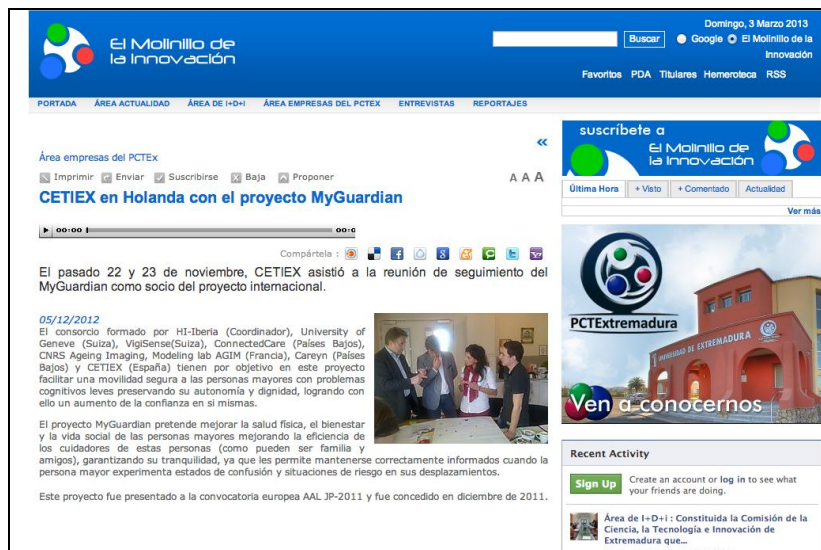 Domingo, 3 Marzo 2013
El Molinillo de
la Innovación
Buscar
Google El Molinillo de la
Innovación
Favoritos PDA Titulares Hemeroteca RSS
PORTADA ÁREA ACTUALIDAD ÁREA DE I+D+I ÁREA EMPRESAS DEL PCTEX ENTREVISTAS REPORTAJES
«
Área empresas del PCTEx
Imprimir Enviar Suscribirse Baja Proponer
A A A
CETIEX en Holanda con el proyecto MyGuardian
00:00
00:0
Compártela :
El pasado 22 y 23 de noviembre, CETIEX asistió a la reunión de seguimiento del
MyGuardian como socio del proyecto internacional.
05/12/2012
El consorcio formado por HI-Iberia (Coordinador), University of
Geneve (Suiza), VigiSense(Suiza), ConnectedCare (Países Bajos),
CNRS Ageing Imaging, Modeling lab AGIM (Francia), Careyn (Países
Bajos) y CETIEX (España) tienen por objetivo en este proyecto
facilitar una movilidad segura a las personas mayores con problemas
cognitivos leves preservando su autonomía y dignidad, logrando con
ello un aumento de la confianza en si mismas.
El proyecto MyGuardian pretende mejorar la salud física, el bienestar
y la vida social de las personas mayores mejorando la eficiencia de
los cuidadores de estas personas (como pueden ser familia y
amigos), garantizando su tranquilidad, ya que les permite mantenerse correctamente informados cuando la
persona mayor experimenta estados de confusión y situaciones de riesgo en sus desplazamientos.
Este proyecto fue presentado a la convocatoria europea AAL JP-2011 y fue concedido en diciembre de 2011.
suscríbete a
El Molinillo de
la Innovación
Última Hora + Visto + Comentado Actualidad
Ver más
PCTExtremadura
UNIVERSIDAD DE EXTREMADURA
Ven a conocernos
Recent Activity
Sign Up
Create an account or log in to see what
your friends are doing.
Área de I+D+i : Constituida la Comisión de la
Ciencia, la Tecnología e Innovación de
Extremadura que...